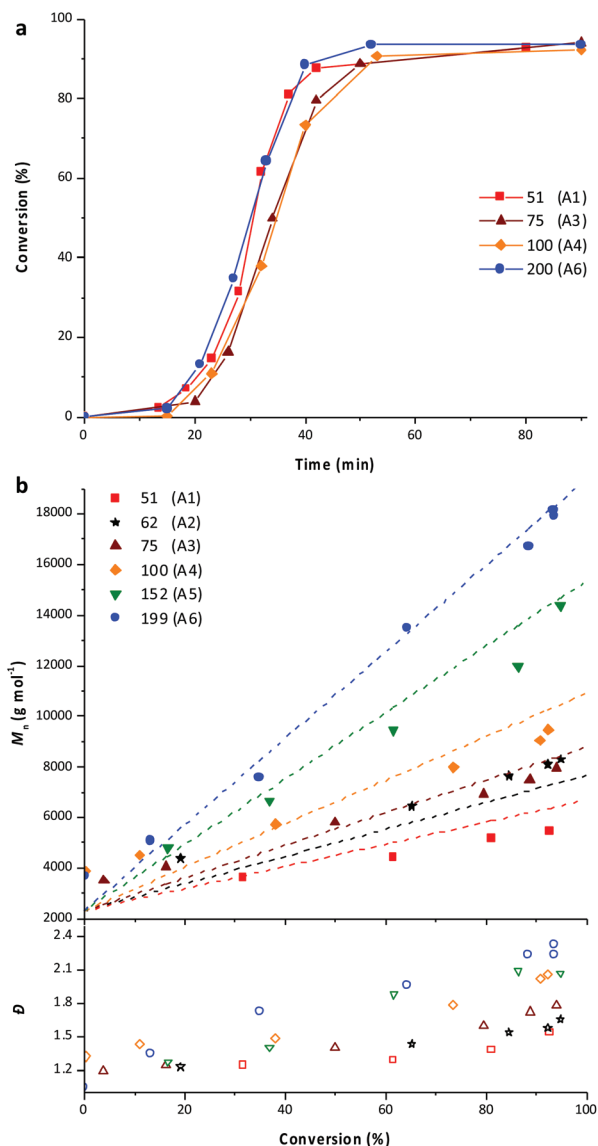 a
100
80
60
40
20
0
Conversion (%)
51 (A1)
75 (A3)
100 (A4)
200 (A6)
0 20 40 60 80
Time (min)
b
51 (A1)
62 (A2)
75 (A3)
100 (A4)
152 (A5)
199 (A6)
18000
16000
14000
12000
10000
8000
6000
4000
2000
Mn (g mol-1)
2.4
2.1
1.8
1.5
1.2
Đ
0 20 40 60 80 100
Conversion (%)